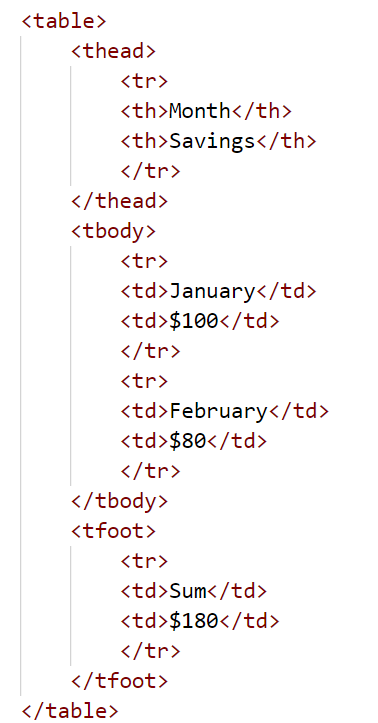 <table>
<thead>
<tr>
<th>Month</th>
<th>Savings</th>
</tr>
</thead>
<tbody>
<tr>
<td>January</td>
<td>$100</td>
</tr>
<tr>
<td>February</td>
<td>$80</td>
</tr>
</tbody>
<tfoot>
<tr>
<td>Sum</td>
<td>$180</td>
</tr>
</tfoot>
</table>